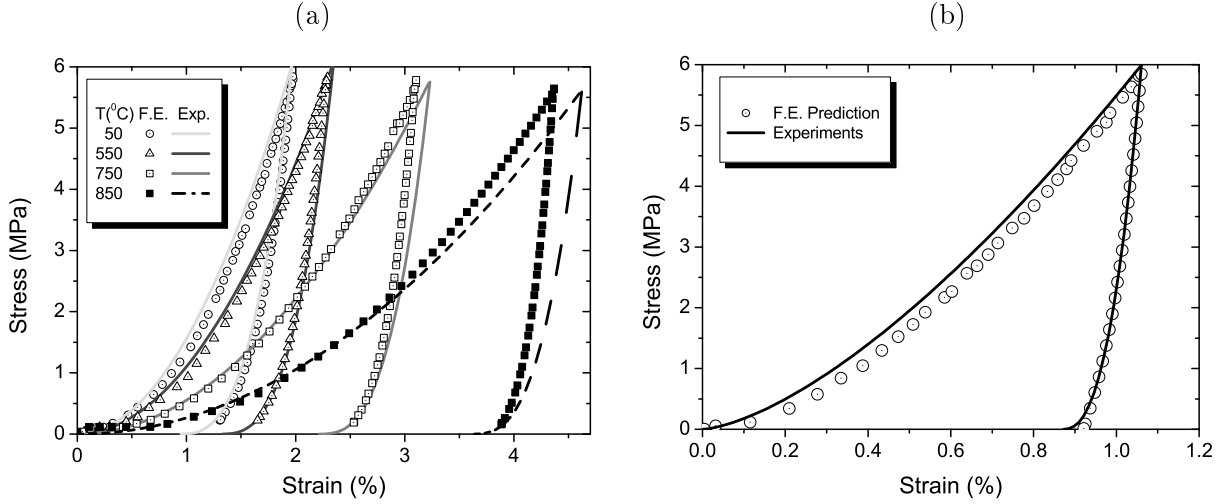 (a)
(b)
T(⁰C) F.E. Exp.
50
550
750
850
F.E. Prediction
Experiments
Stress (MPa)
6
5
4
3
2
1
0
0 1 2 3 4
Strain (%)
Stress (MPa)
6
5
4
3
2
1
0
0.0 0.2 0.4 0.6 0.8 1.0 1.2
Strain (%)